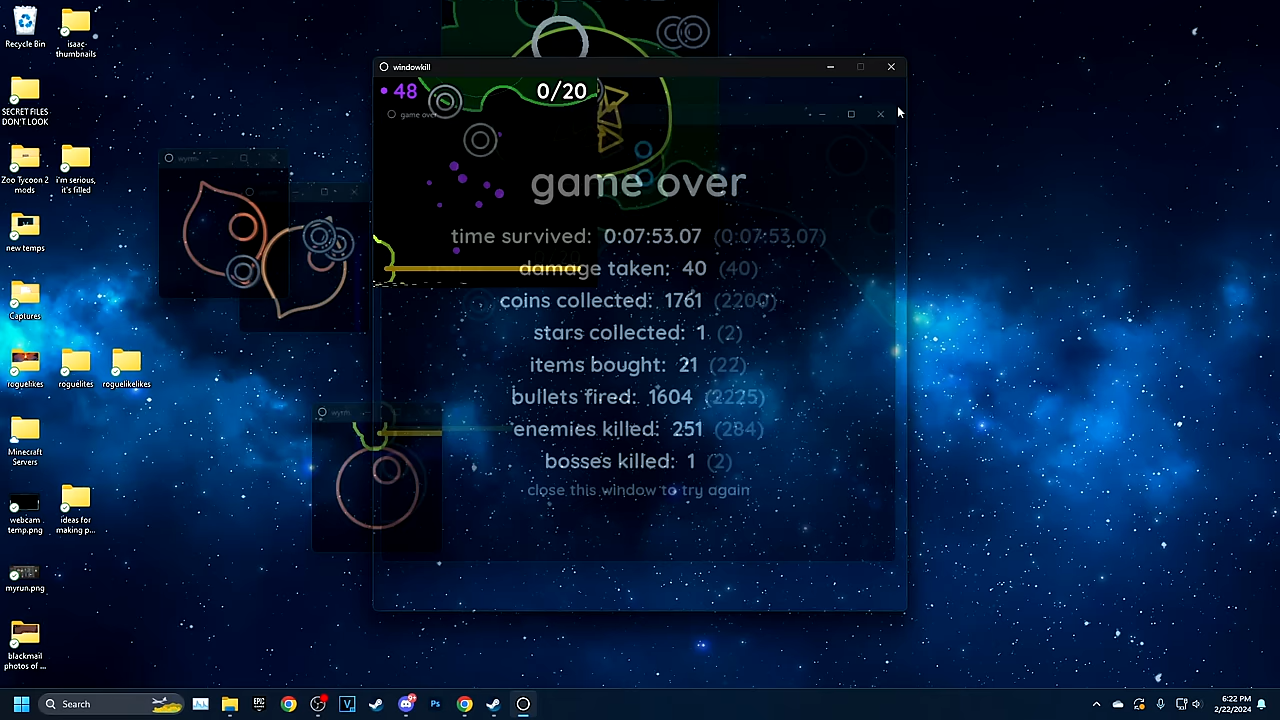 Recycle Bin
isaac-
thumbnails
SECRET FILES
DON'T LOOK
Zoo Tycoon 2
mods
i'm serious,
it's filled
new temps
Captures
roguelikes
roguelites
roguelikelikes
Minecraft
Servers
webcam
temp.png
ideas for
making p...
myrun.png
blackmail
photos of ...
windowkill
48
0/20
game over
wyrm
wyrm
game over
time survived: 0:07:53.07 (0:07:53.07)
damage taken: 40 (40)
coins collected: 1761 (2200)
stars collected: 1 (2)
items bought: 21 (22)
bullets fired: 1604 (2225)
enemies killed: 251 (284)
bosses killed: 1 (2)
close this window to try again
Search
EPIC
Ps
6:22 PM
2/22/2024